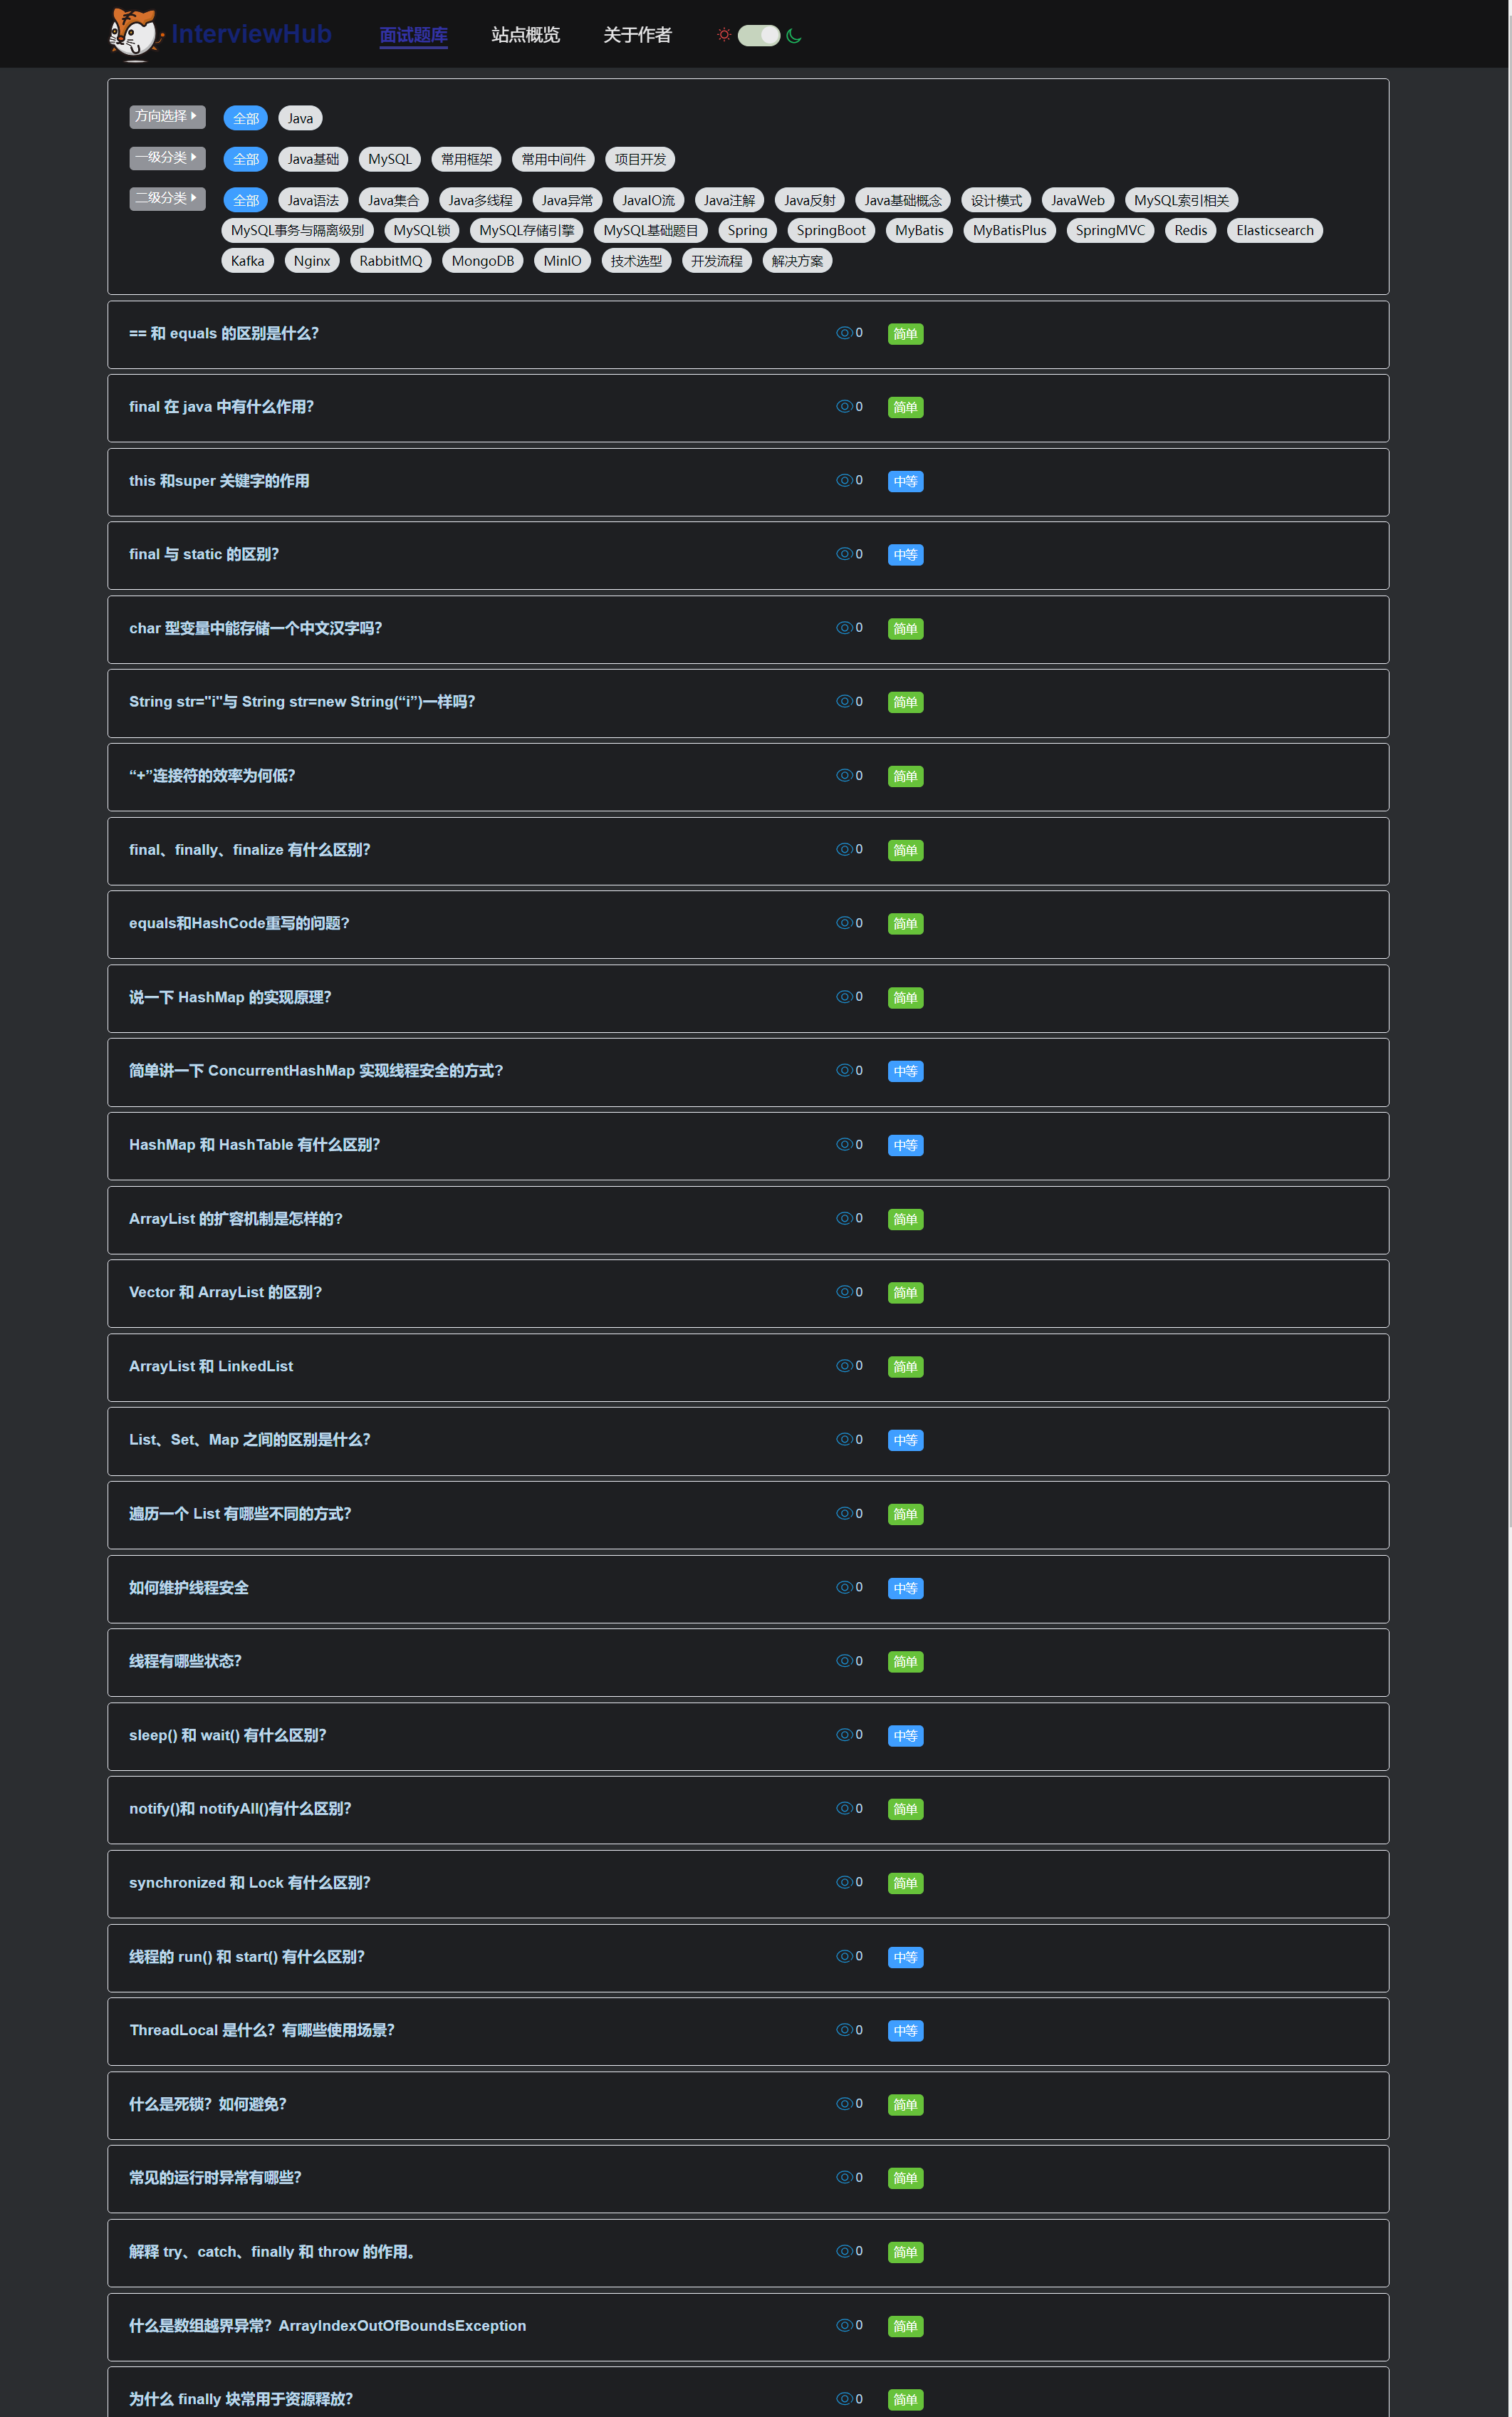 InterviewHub 面试题库 站点概览 关于作者
方向选择 全部 Java
一级分类 全部 Java基础 MySQL 常用框架 常用中间件 项目开发
二级分类 全部 Java语法 Java集合 Java多线程 Java异常 JavaIO流 Java注解 Java反射 Java基础概念 设计模式 JavaWeb MySQL索引相关
MySQL事务与隔离级别 MySQL锁 MySQL存储引擎 MySQL基础题目 Spring SpringBoot MyBatis MyBatisPlus SpringMVC Redis Elasticsearch
Kafka Nginx RabbitMQ MongoDB MinIO 技术选型 开发流程 解决方案
== 和 equals 的区别是什么？ 0 简单
final 在 java 中有什么作用？ 0 简单
this 和super 关键字的作用 0 中等
final 与 static 的区别？ 0 中等
char 型变量中能存储一个中文汉字吗？ 0 简单
String str="i"与 String str=new String(“i”)一样吗？ 0 简单
“+”连接符的效率为何低？ 0 简单
final、finally、finalize 有什么区别？ 0 简单
equals和HashCode重写的问题? 0 简单
说一下 HashMap 的实现原理？ 0 简单
简单讲一下 ConcurrentHashMap 实现线程安全的方式? 0 中等
HashMap 和 HashTable 有什么区别？ 0 中等
ArrayList 的扩容机制是怎样的? 0 简单
Vector 和 ArrayList 的区别? 0 简单
ArrayList 和 LinkedList 0 简单
List、Set、Map 之间的区别是什么？ 0 中等
遍历一个 List 有哪些不同的方式？ 0 简单
如何维护线程安全 0 中等
线程有哪些状态？ 0 简单
sleep() 和 wait() 有什么区别？ 0 中等
notify()和 notifyAll()有什么区别？ 0 简单
synchronized 和 Lock 有什么区别？ 0 简单
线程的 run() 和 start() 有什么区别？ 0 中等
ThreadLocal 是什么？有哪些使用场景？ 0 中等
什么是死锁？如何避免？ 0 简单
常见的运行时异常有哪些？ 0 简单
解释 try、catch、finally 和 throw 的作用。 0 简单
什么是数组越界异常？ArrayIndexOutOfBoundsException 0 简单
为什么 finally 块常用于资源释放？ 0 简单